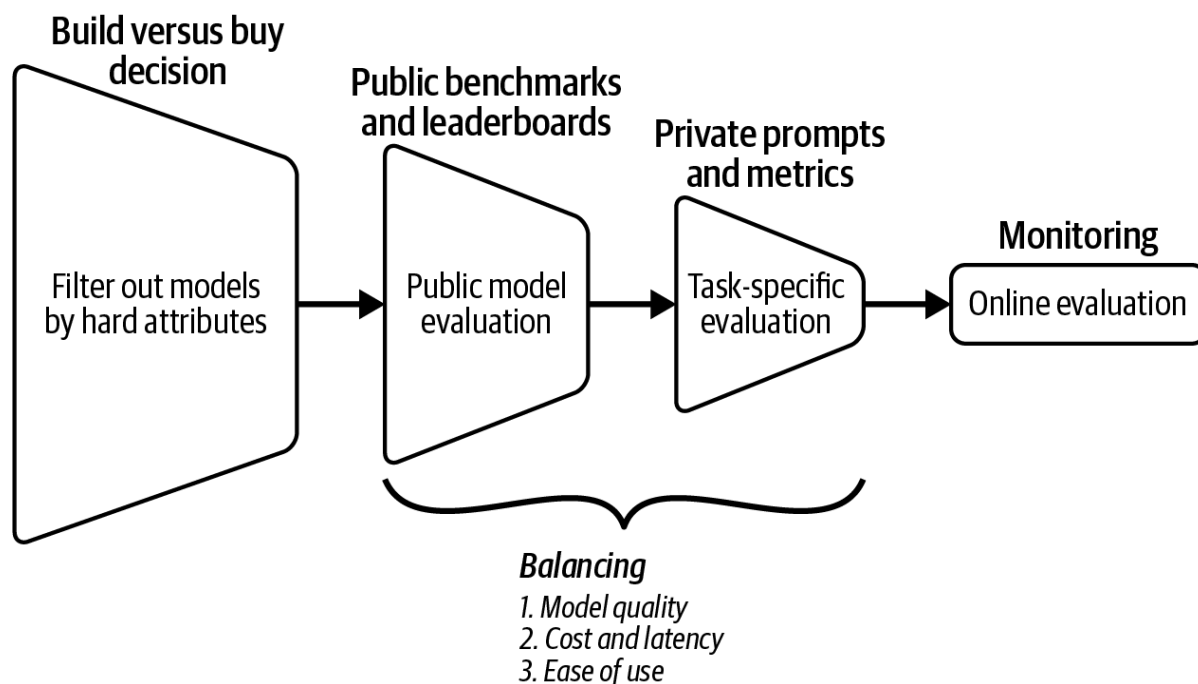 Build versus buy
decision
Filter out models
by hard attributes
Public benchmarks
and leaderboards
Public model
evaluation
Private prompts
and metrics
Task-specific
evaluation
Monitoring
Online evaluation
Balancing
1. Model quality
2. Cost and latency
3. Ease of use